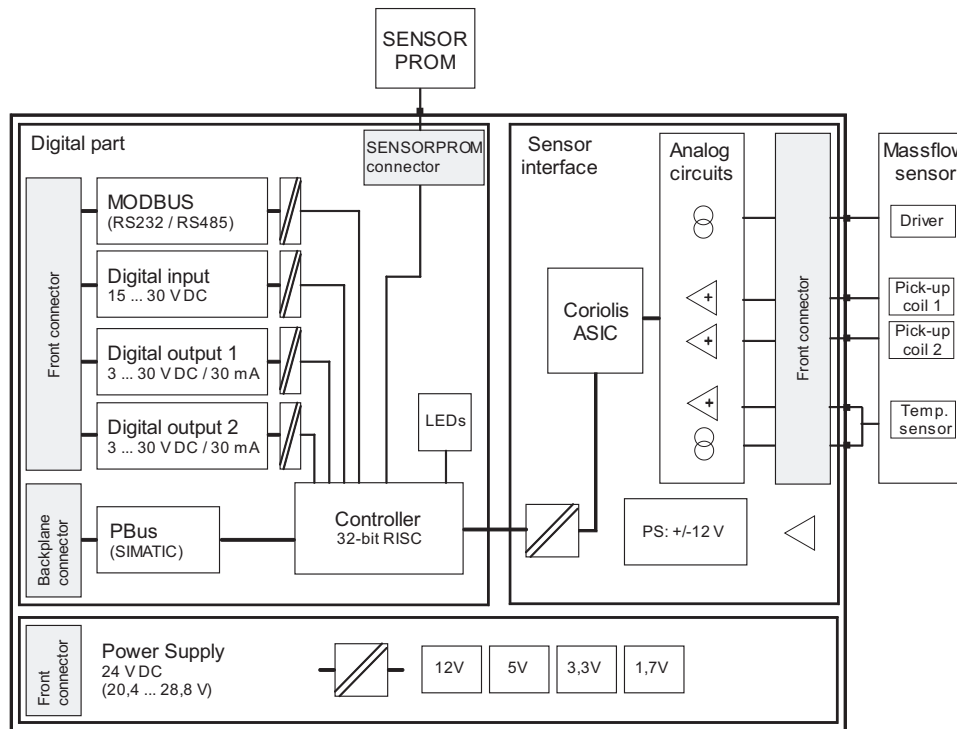 SENSOR
PROM
Digital part
SENSORPROM
connector
Sensor
interface
Analog
circuits
Massflow
sensor
Front connector
MODBUS
(RS232 / RS485)
Digital input
15 ... 30 V DC
Digital output 1
3 ... 30 V DC / 30 mA
Digital output 2
3 ... 30 V DC / 30 mA
LEDs
Coriolis
ASIC
+
+
+
Front connector
Driver
Pick-up
coil 1
Pick-up
coil 2
Temp.
sensor
Backplane
connector
PBus
(SIMATIC)
Controller
32-bit RISC
PS: +/-12 V
Front
connector
Power Supply
24 V DC
(20,4 ... 28,8 V)
12V
5V
3,3V
1,7V